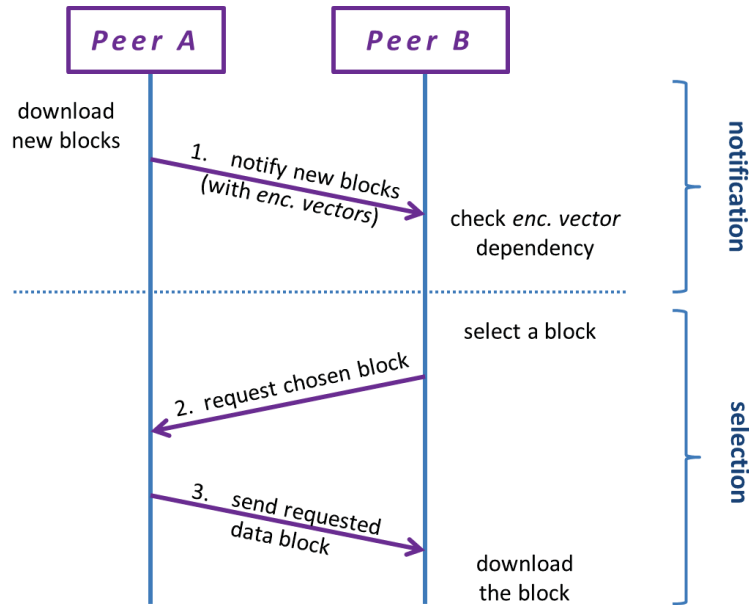 Peer A
Peer B
download
new blocks
1. notify new blocks
(with enc. vectors)
check enc. vector
dependency
notification
select a block
2. request chosen block
3. send requested
data block
download
the block
selection